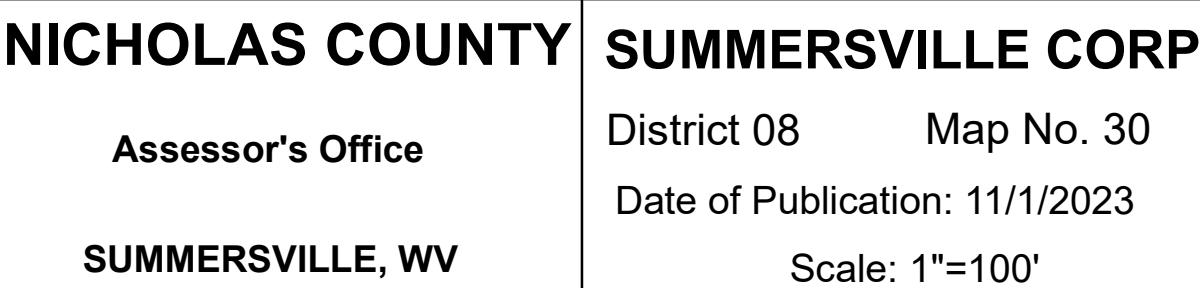 NICHOLAS COUNTY
Assessor's Office
SUMMERSVILLE, WV
SUMMERSVILLE CORP
District 08 Map No. 30
Date of Publication: 11/1/2023
Scale: 1"=100'